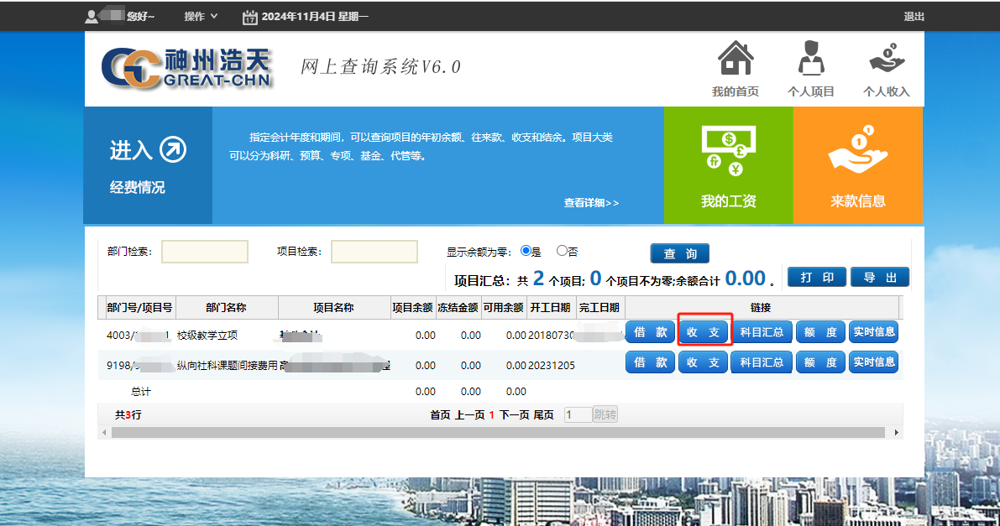 您好~ 操作 17 2024年11月4日 星期一 退出
神州浩天
GREAT-CHN
网上查询系统V6.0
我的首页 个人项目 个人收入
进入
经费情况
指定会计年度和期间，可以查询项目的年初余额、往来款、收支和结余。项目大类
可以分为科研、预算、专项、基金、代管等。
查看详细>>
我的工资
来款信息
部门检索： 项目检索： 显示余额为零： 是 否 查 询
项目汇总：共 2 个项目; 0 个项目不为零;余额合计 0.00 。 打 印 导 出
部门号/项目号 部门名称 项目名称 项目余额 冻结金额 可用余额 开工日期 完工日期 链接
4003/ 1 校级教学立项 0.00 0.00 0.00 20180730 借 款 收 支 科目汇总 额 度 实时信息
9198/ 纵向社科课题间接费用 0.00 0.00 0.00 20231205 借 款 收 支 科目汇总 额 度 实时信息
总计 0.00 0.00 0.00
共3行 首页 上一页 1 下一页 尾页 1 跳转